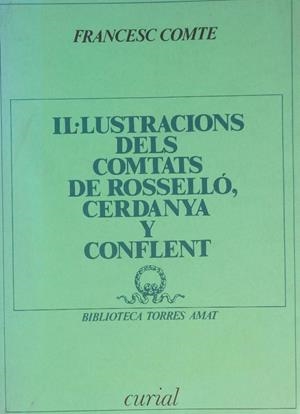 FRANCESC COMTE
IL·LUSTRACIONS
DELS
COMTATS
DE ROSSELLÓ,
CERDANYA
Y
CONFLENT
BIBLIOTECA TORRES AMAT
curial